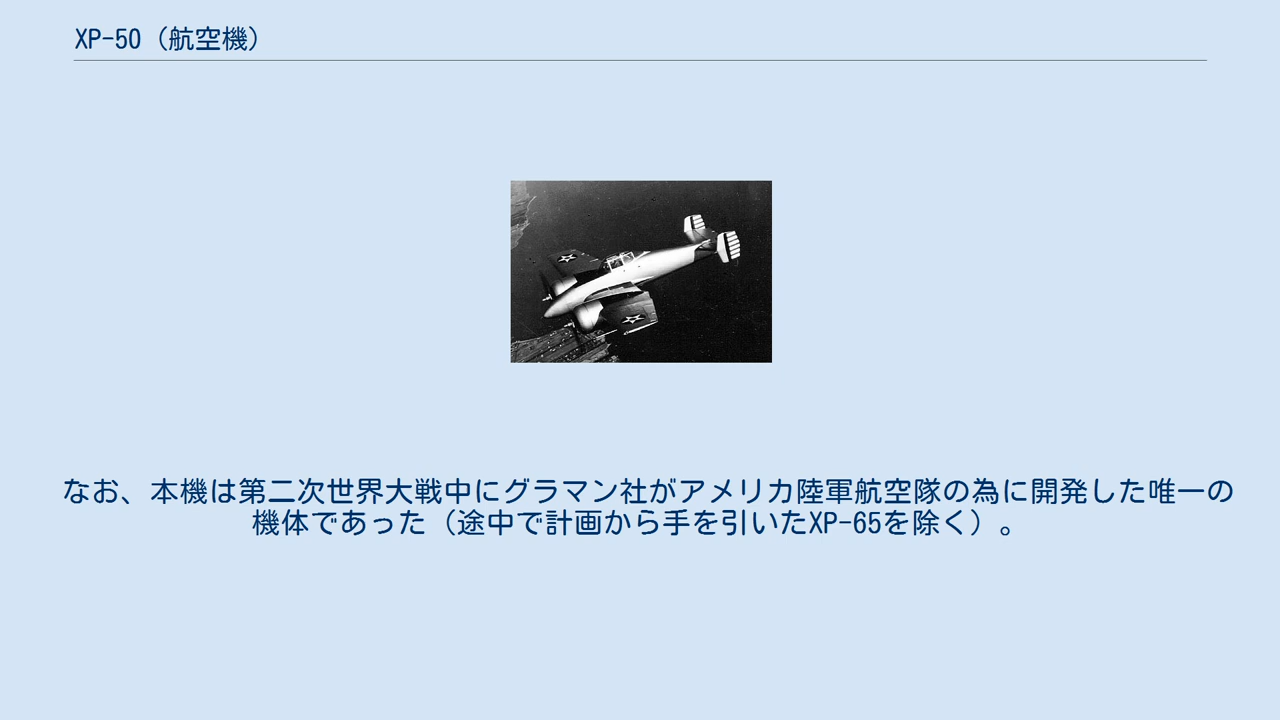 XP-50（航空機）
なお、本機は第二次世界大戦中にグラマン社がアメリカ陸軍航空隊の為に開発した唯一の
機体であった（途中で計画から手を引いたXP-65を除く）。